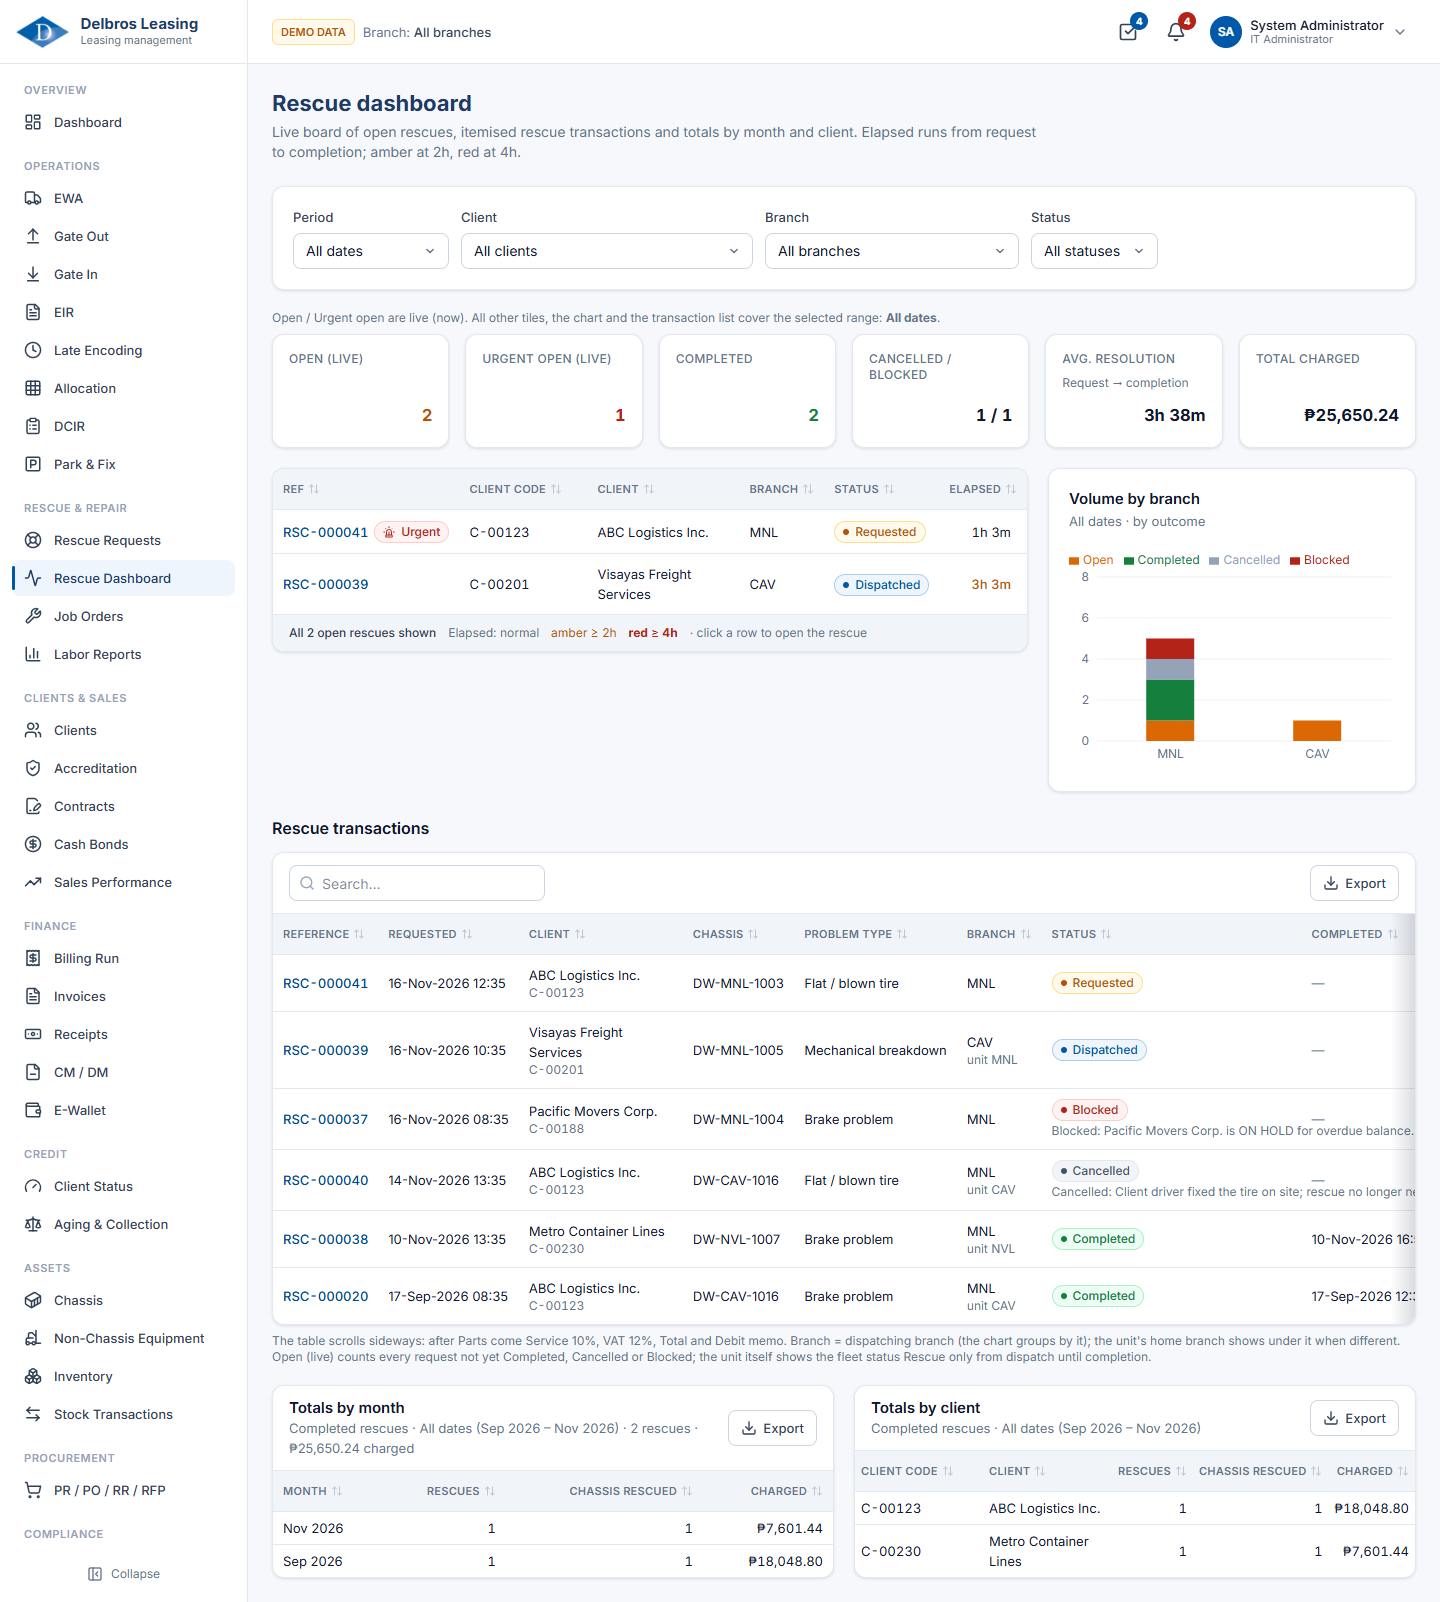 Delbros Leasing
Leasing management
DEMO DATA
Branch: All branches
4
4
SA
System Administrator
IT Administrator
OVERVIEW
Dashboard
OPERATIONS
EWA
Gate Out
Gate In
EIR
Late Encoding
Allocation
DCIR
Park & Fix
RESCUE & REPAIR
Rescue Requests
Rescue Dashboard
Job Orders
Labor Reports
CLIENTS & SALES
Clients
Accreditation
Contracts
Cash Bonds
Sales Performance
FINANCE
Billing Run
Invoices
Receipts
CM / DM
E-Wallet
CREDIT
Client Status
Aging & Collection
ASSETS
Chassis
Non-Chassis Equipment
Inventory
Stock Transactions
PROCUREMENT
PR / PO / RR / RFP
COMPLIANCE
Collapse
Rescue dashboard
Live board of open rescues, itemised rescue transactions and totals by month and client. Elapsed runs from request
to completion; amber at 2h, red at 4h.
Period Client Branch Status
All dates All clients All branches All statuses
Open / Urgent open are live (now). All other tiles, the chart and the transaction list cover the selected range: All dates.
OPEN (LIVE)
2
URGENT OPEN (LIVE)
1
COMPLETED
2
CANCELLED /
BLOCKED
1 / 1
AVG. RESOLUTION
Request → completion
3h 38m
TOTAL CHARGED
₱25,650.24
REF CLIENT CODE CLIENT BRANCH STATUS ELAPSED
RSC-000041 Urgent C-00123 ABC Logistics Inc. MNL Requested 1h 3m
RSC-000039 C-00201 Visayas Freight Services CAV Dispatched 3h 3m
All 2 open rescues shown Elapsed: normal amber ≥ 2h red ≥ 4h · click a row to open the rescue
Volume by branch
All dates · by outcome
Open Completed Cancelled Blocked
8
6
4
2
0
MNL CAV
Rescue transactions
Search...
Export
REFERENCE REQUESTED CLIENT CHASSIS PROBLEM TYPE BRANCH STATUS COMPLETED
RSC-000041 16-Nov-2026 12:35 ABC Logistics Inc. C-00123 DW-MNL-1003 Flat / blown tire MNL Requested —
RSC-000039 16-Nov-2026 10:35 Visayas Freight Services C-00201 DW-MNL-1005 Mechanical breakdown CAV unit MNL Dispatched —
RSC-000037 16-Nov-2026 08:35 Pacific Movers Corp. C-00188 DW-MNL-1004 Brake problem MNL Blocked —
Blocked: Pacific Movers Corp. is ON HOLD for overdue balance.
RSC-000040 14-Nov-2026 13:35 ABC Logistics Inc. C-00123 DW-CAV-1016 Flat / blown tire MNL unit CAV Cancelled —
Cancelled: Client driver fixed the tire on site; rescue no longer
RSC-000038 10-Nov-2026 13:35 Metro Container Lines C-00230 DW-NVL-1007 Brake problem MNL unit NVL Completed 10-Nov-2026
RSC-000020 17-Sep-2026 08:35 ABC Logistics Inc. C-00123 DW-CAV-1016 Brake problem MNL unit CAV Completed 17-Sep-2026
The table scrolls sideways: after Parts come Service 10%, VAT 12%, Total and Debit memo. Branch = dispatching branch (the chart groups by it); the unit's home branch shows under it when different.
Open (live) counts every request not yet Completed, Cancelled or Blocked; the unit itself shows the fleet status Rescue only from dispatch until completion.
Totals by month
Completed rescues · All dates (Sep 2026 – Nov 2026) · 2 rescues ·
₱25,650.24 charged
Export
MONTH RESCUES CHASSIS RESCUED CHARGED
Nov 2026 1 1 ₱7,601.44
Sep 2026 1 1 ₱18,048.80
Totals by client
Completed rescues · All dates (Sep 2026 – Nov 2026)
Export
CLIENT CODE CLIENT RESCUES CHASSIS RESCUED CHARGED
C-00123 ABC Logistics Inc. 1 1 ₱18,048.80
C-00230 Metro Container Lines 1 1 ₱7,601.44